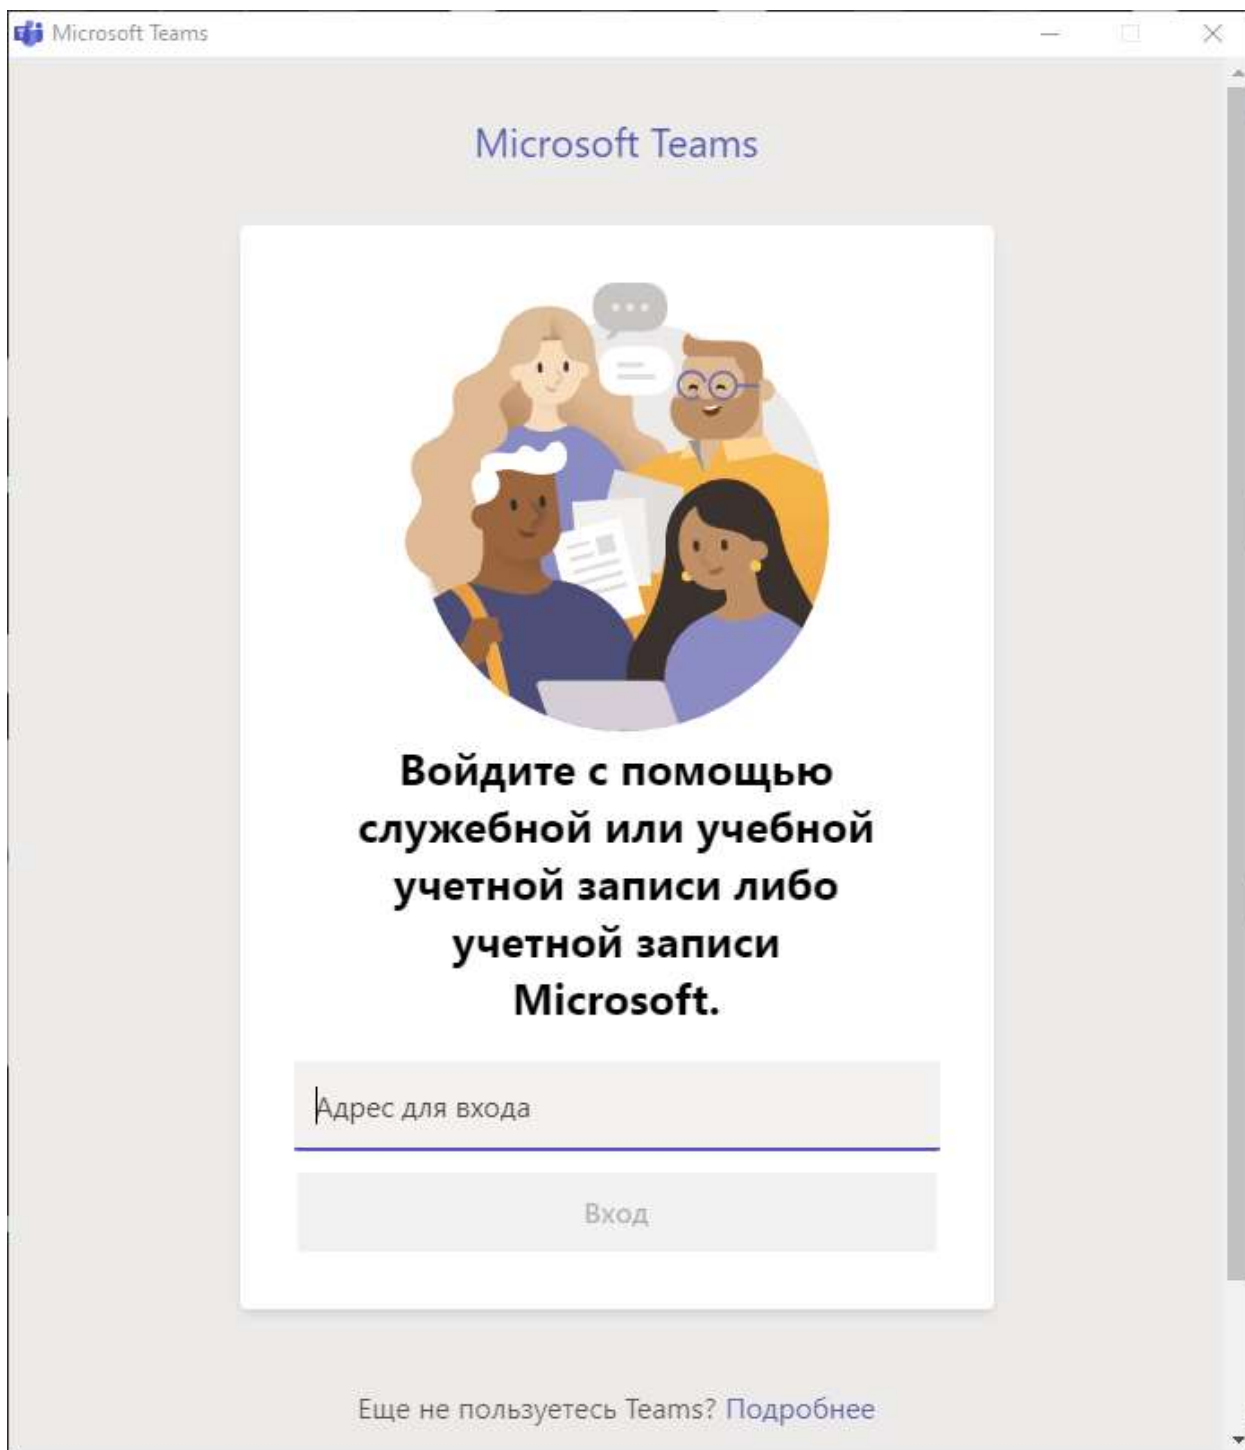 Microsoft Teams
Microsoft Teams
Войдите с помощью
служебной или учебной
учетной записи либо
учетной записи
Microsoft.
Адрес для входа
Вход
Еще не пользуетесь Teams? Подробнее